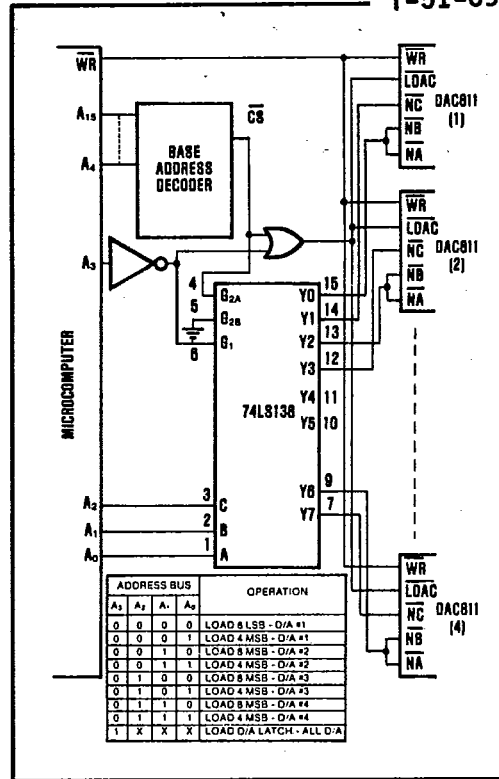 WR
A₁₅
A₄
BASE
ADDRESS
DECODER
CS
A₃
MICROCOMPUTER
4
G₂A
5
G₂B
6
G₁
74LS138
Y0 15
Y1 14
Y2 13
Y3 12
Y4 11
Y5 10
Y6 9
Y7 7
A₂ 3 C
A₁ 2 B
A₀ 1 A
WR
LDAC
NC
NB
NA
DAC811
(1)
WR
LDAC
NC
NB
NA
DAC811
(2)
WR
LDAC
NC
NB
NA
DAC811
(4)
ADDRESS BUS OPERATION
A₃ A₂ A₁ A₀
0 0 0 0 LOAD 8 LSB - D/A #1
0 0 0 1 LOAD 4 MSB - D/A #1
0 0 1 0 LOAD 8 MSB - D/A #2
0 0 1 1 LOAD 4 MSB - D/A #2
0 1 0 0 LOAD 8 MSB - D/A #3
0 1 0 1 LOAD 4 MSB - D/A #3
0 1 1 0 LOAD 8 MSB - D/A #4
0 1 1 1 LOAD 4 MSB - D/A #4
1 X X X LOAD D/A LATCH - ALL D/A